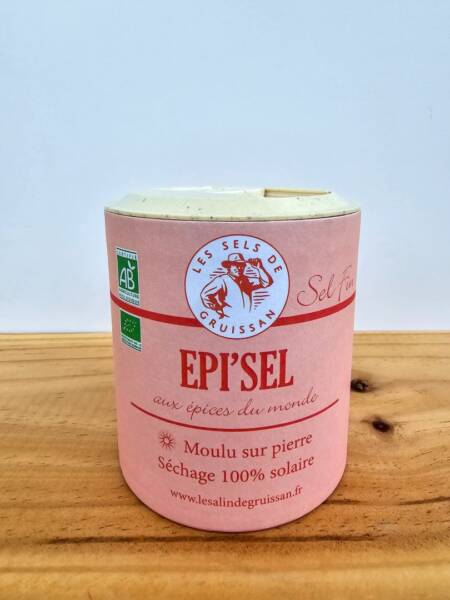 LES SELS DE
GRUISSAN
AB
Sel Fin
EPI'SEL
aux épices du monde
Moulu sur pierre
Séchage 100% solaire
www.lesalindegruissan.fr